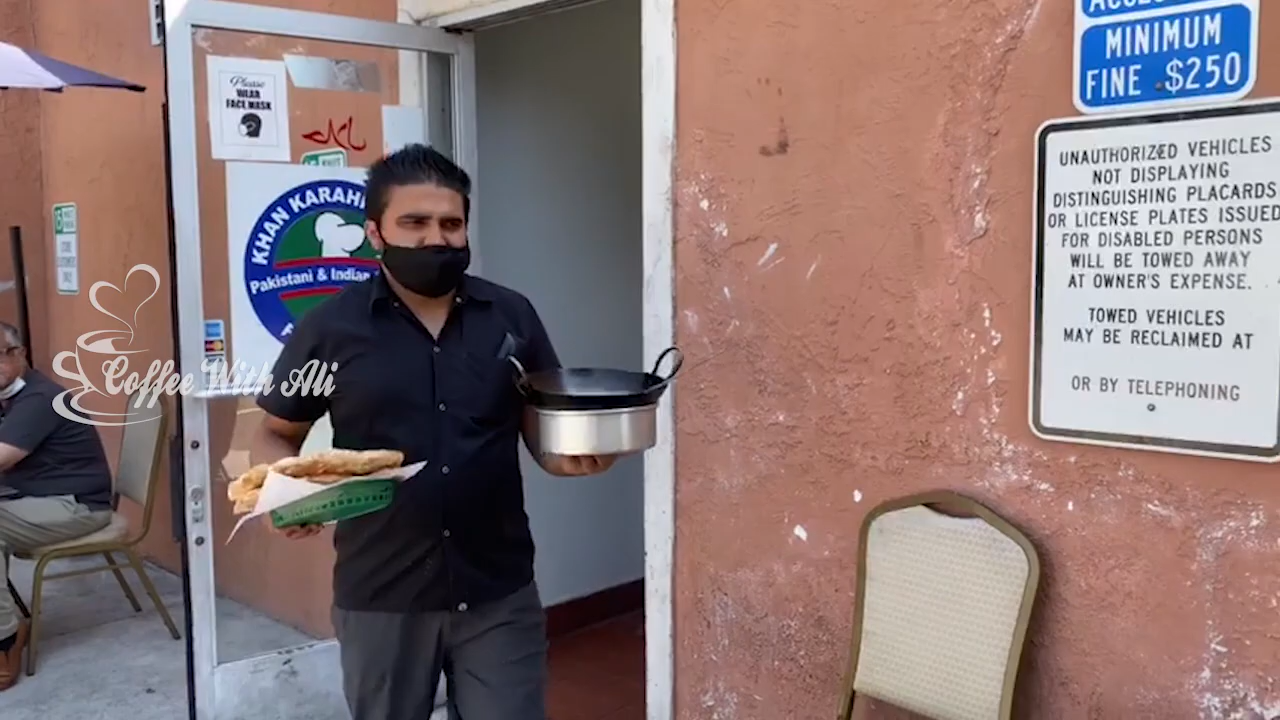 MINIMUM
FINE $250
UNAUTHORIZED VEHICLES
NOT DISPLAYING
DISTINGUISHING PLACARDS
OR LICENSE PLATES ISSUED
FOR DISABLED PERSONS
WILL BE TOWED AWAY
AT OWNER'S EXPENSE.
TOWED VEHICLES
MAY BE RECLAIMED AT
OR BY TELEPHONING
Please
WEAR
FACE MASK
KHAN KARAHI
Pakistani & Indian
Coffee With Ali